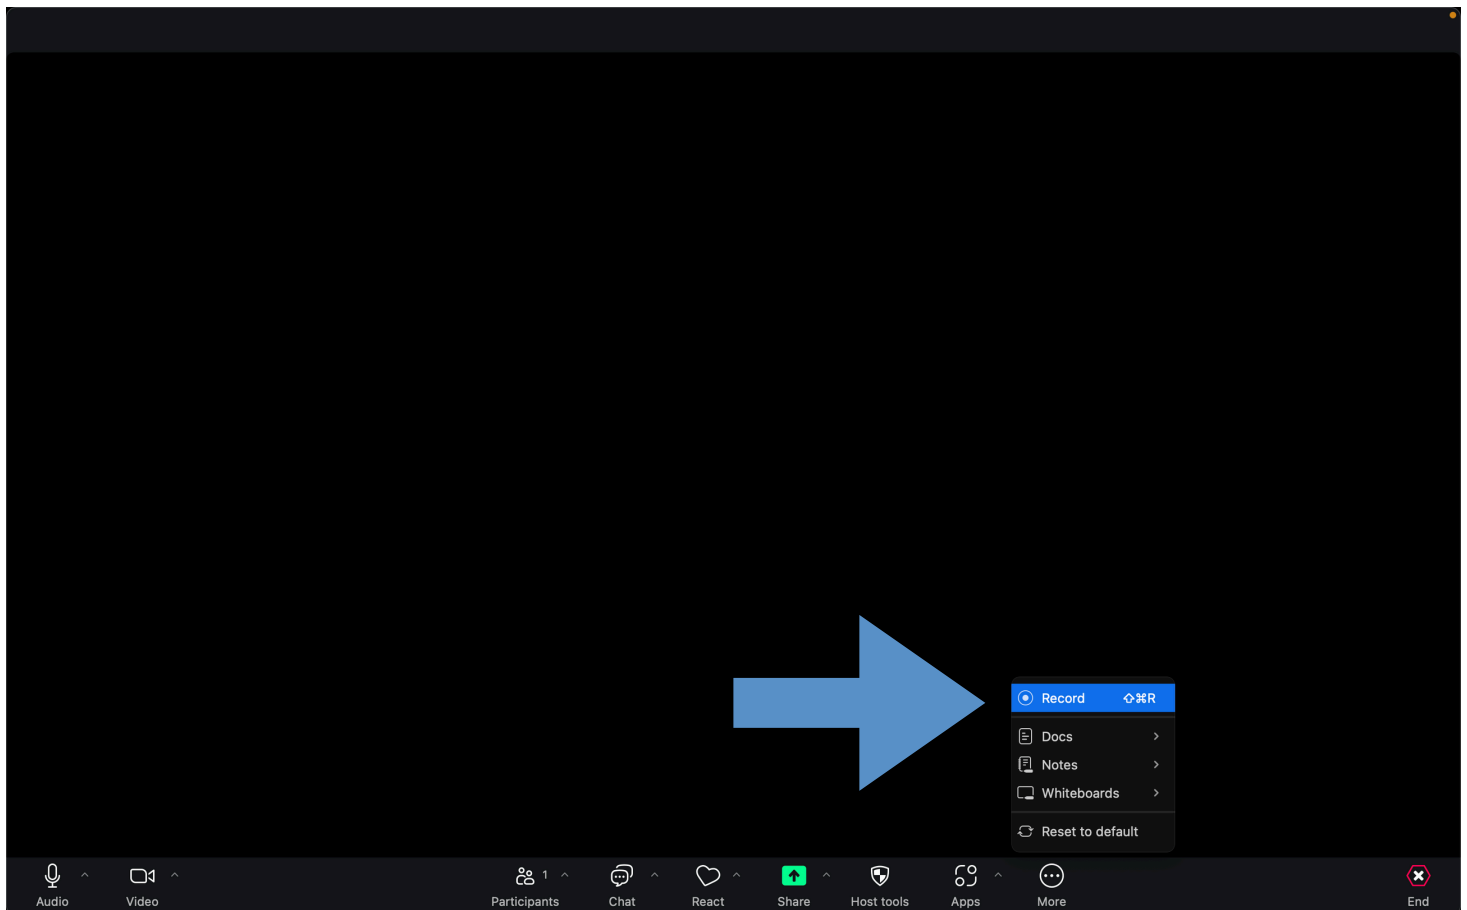 Record ⇧⌘R
Docs
Notes
Whiteboards
Reset to default
1
Audio Video Participants Chat React Share Host tools Apps More End